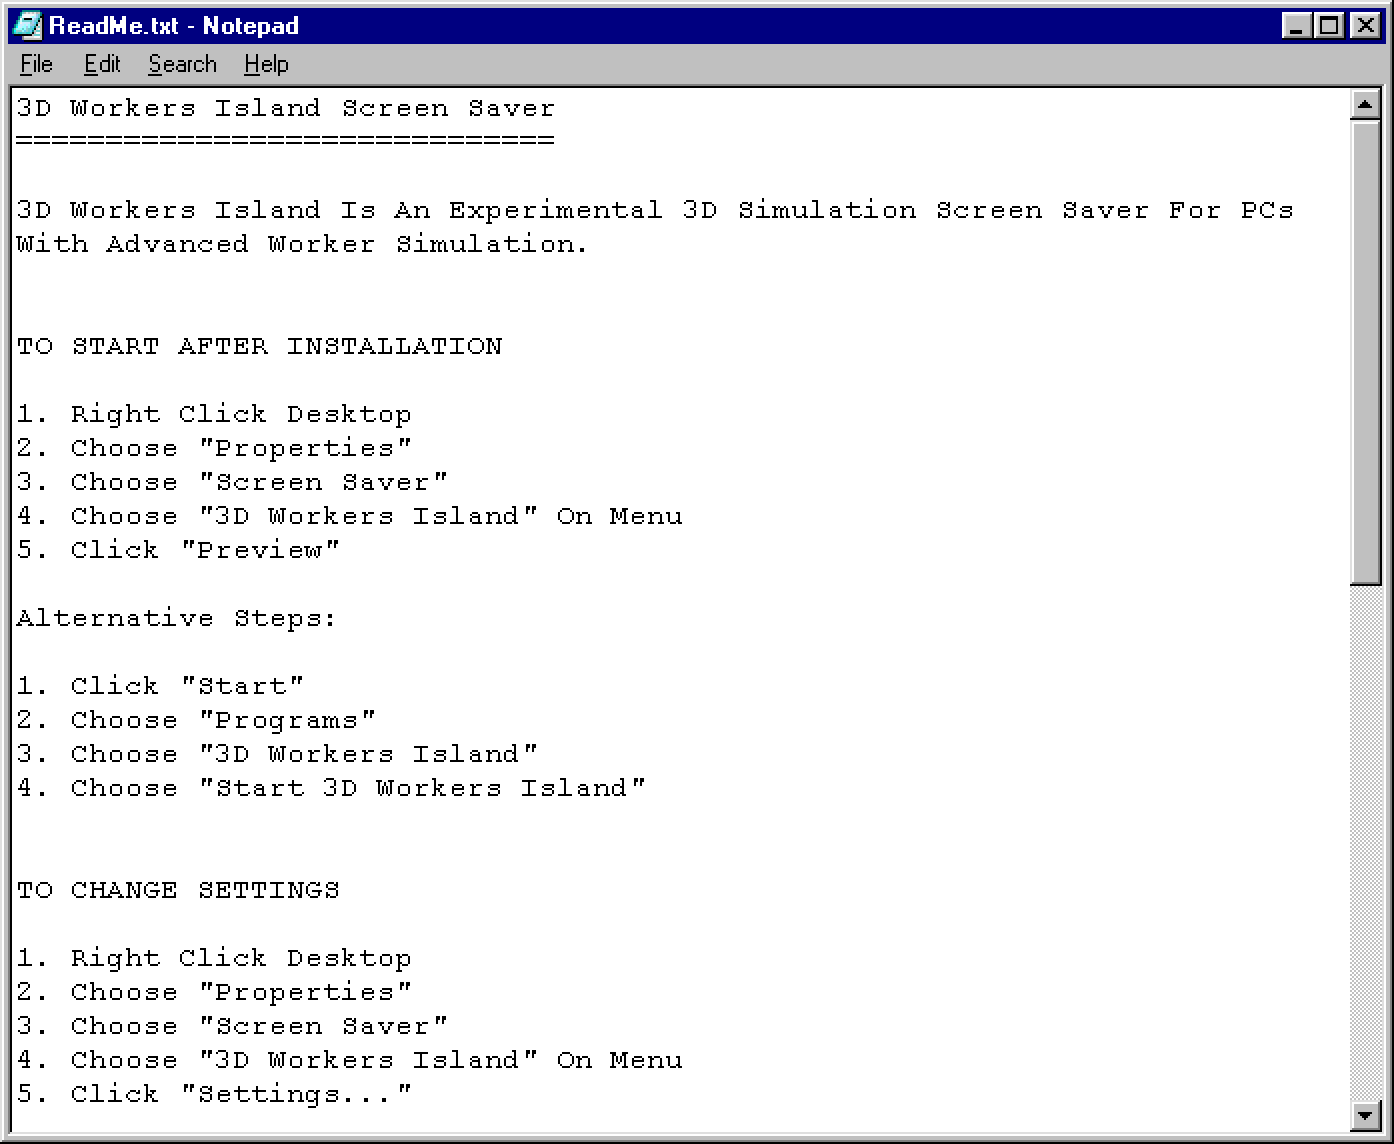 ReadMe.txt - Notepad
File Edit Search Help
3D Workers Island Screen Saver
==============================
3D Workers Island Is An Experimental 3D Simulation Screen Saver For PCs
With Advanced Worker Simulation.
TO START AFTER INSTALLATION
1. Right Click Desktop
2. Choose "Properties"
3. Choose "Screen Saver"
4. Choose "3D Workers Island" On Menu
5. Click "Preview"
Alternative Steps:
1. Click "Start"
2. Choose "Programs"
3. Choose "3D Workers Island"
4. Choose "Start 3D Workers Island"
TO CHANGE SETTINGS
1. Right Click Desktop
2. Choose "Properties"
3. Choose "Screen Saver"
4. Choose "3D Workers Island" On Menu
5. Click "Settings..."